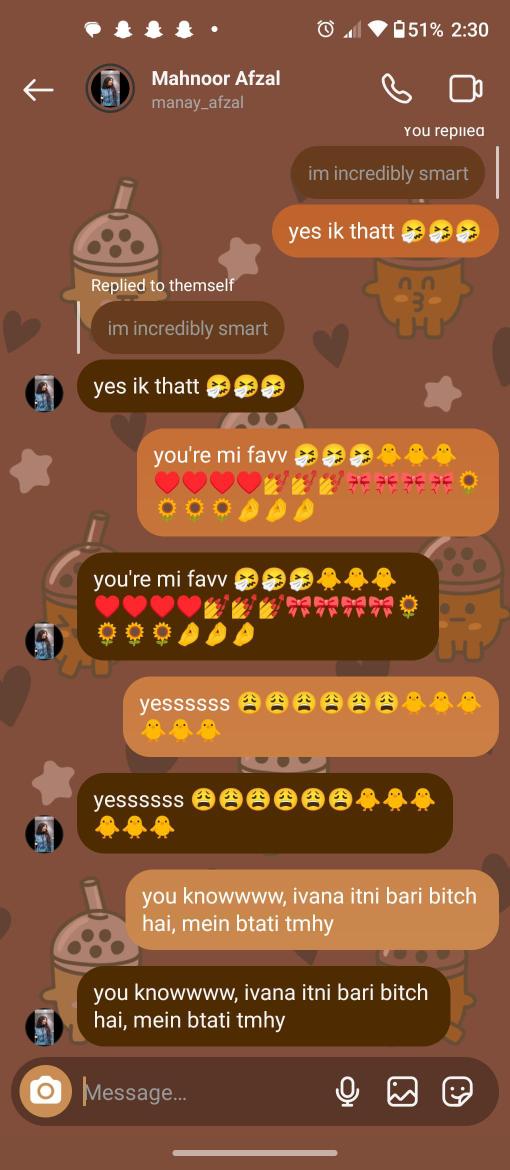 51% 2:30
Mahnoor Afzal
manay_afzal
You replied
im incredibly smart
yes ik thatt 🤧🤧🤧
Replied to themself
im incredibly smart
yes ik thatt 🤧🤧🤧
you're mi favv 🤧🤧🤧🐥🐥🐥
♥️♥️♥️♥️💅💅💅🎀🎀🎀🎀🌻
🌻🌻🌻🤌🤌🤌
you're mi favv 🤧🤧🤧🐥🐥🐥
♥️♥️♥️♥️💅💅💅🎀🎀🎀🎀🌻
🌻🌻🌻🤌🤌🤌
yessssss 😩😩😩😩😩😩🐥🐥🐥
🐥🐥🐥
yessssss 😩😩😩😩😩😩🐥🐥🐥
🐥🐥🐥
you knowwww, ivana itni bari bitch
hai, mein btati tmhy
you knowwww, ivana itni bari bitch
hai, mein btati tmhy
Message...